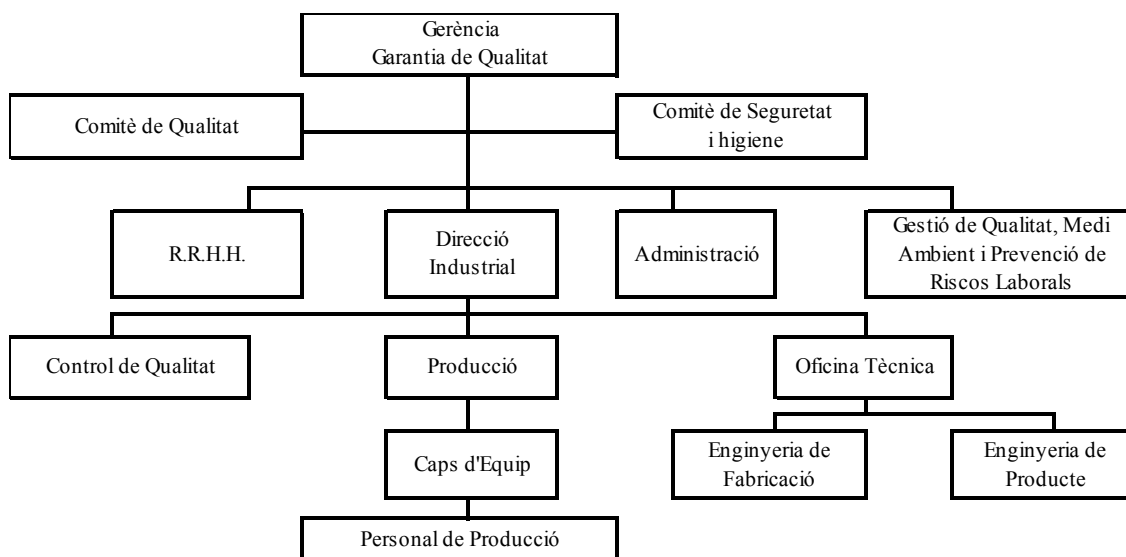 Gerència
Garantia de Qualitat
Comitè de Qualitat
Comitè de Seguretat
i higiene
R.R.H.H.
Direcció
Industrial
Administració
Gestió de Qualitat, Medi
Ambient i Prevenció de
Riscos Laborals
Control de Qualitat
Producció
Oficina Tècnica
Caps d'Equip
Enginyeria de
Fabricació
Enginyeria de
Producte
Personal de Producció